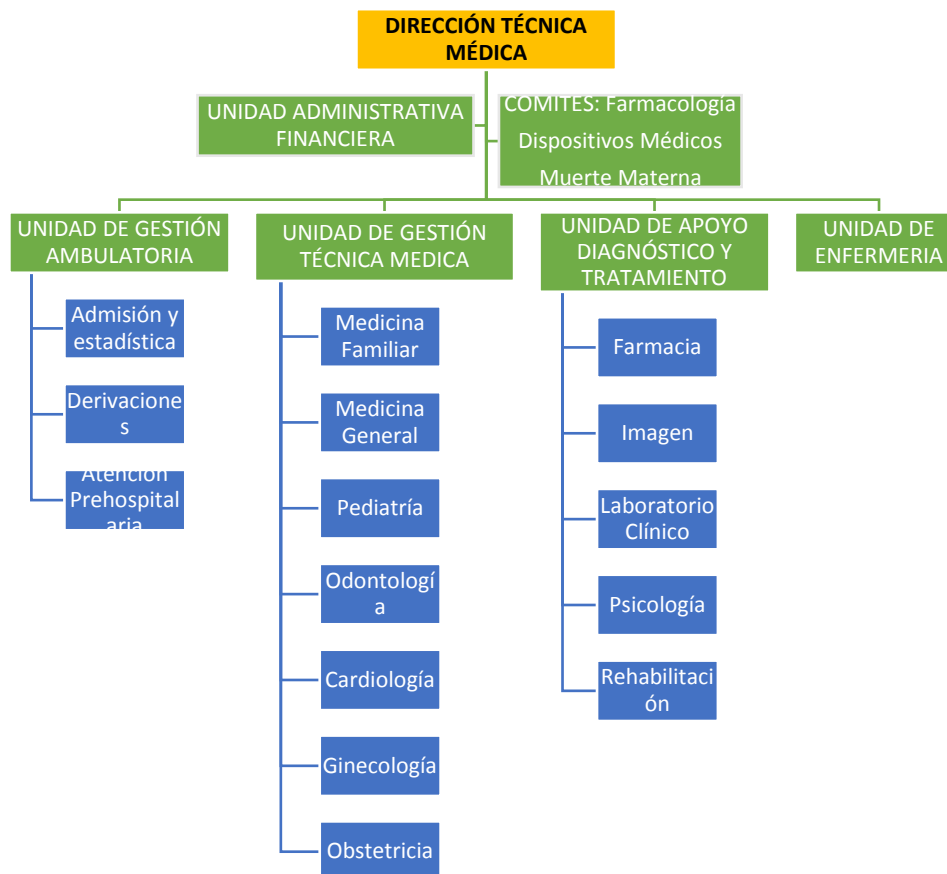 DIRECCIÓN TÉCNICA
MÉDICA
UNIDAD ADMINISTRATIVA
FINANCIERA
COMITES: Farmacología
Dispositivos Médicos
Muerte Materna
UNIDAD DE GESTIÓN
AMBULATORIA
Admisión y
estadística
Derivacione
s
Atención
Prehospital
aria
UNIDAD DE GESTIÓN
TÉCNICA MEDICA
Medicina
Familiar
Medicina
General
Pediatría
Odontologí
a
Cardiología
Ginecología
Obstetricia
UNIDAD DE APOYO
DIAGNÓSTICO Y
TRATAMIENTO
Farmacia
Imagen
Laboratorio
Clínico
Psicología
Rehabilitaci
ón
UNIDAD DE
ENFERMERIA